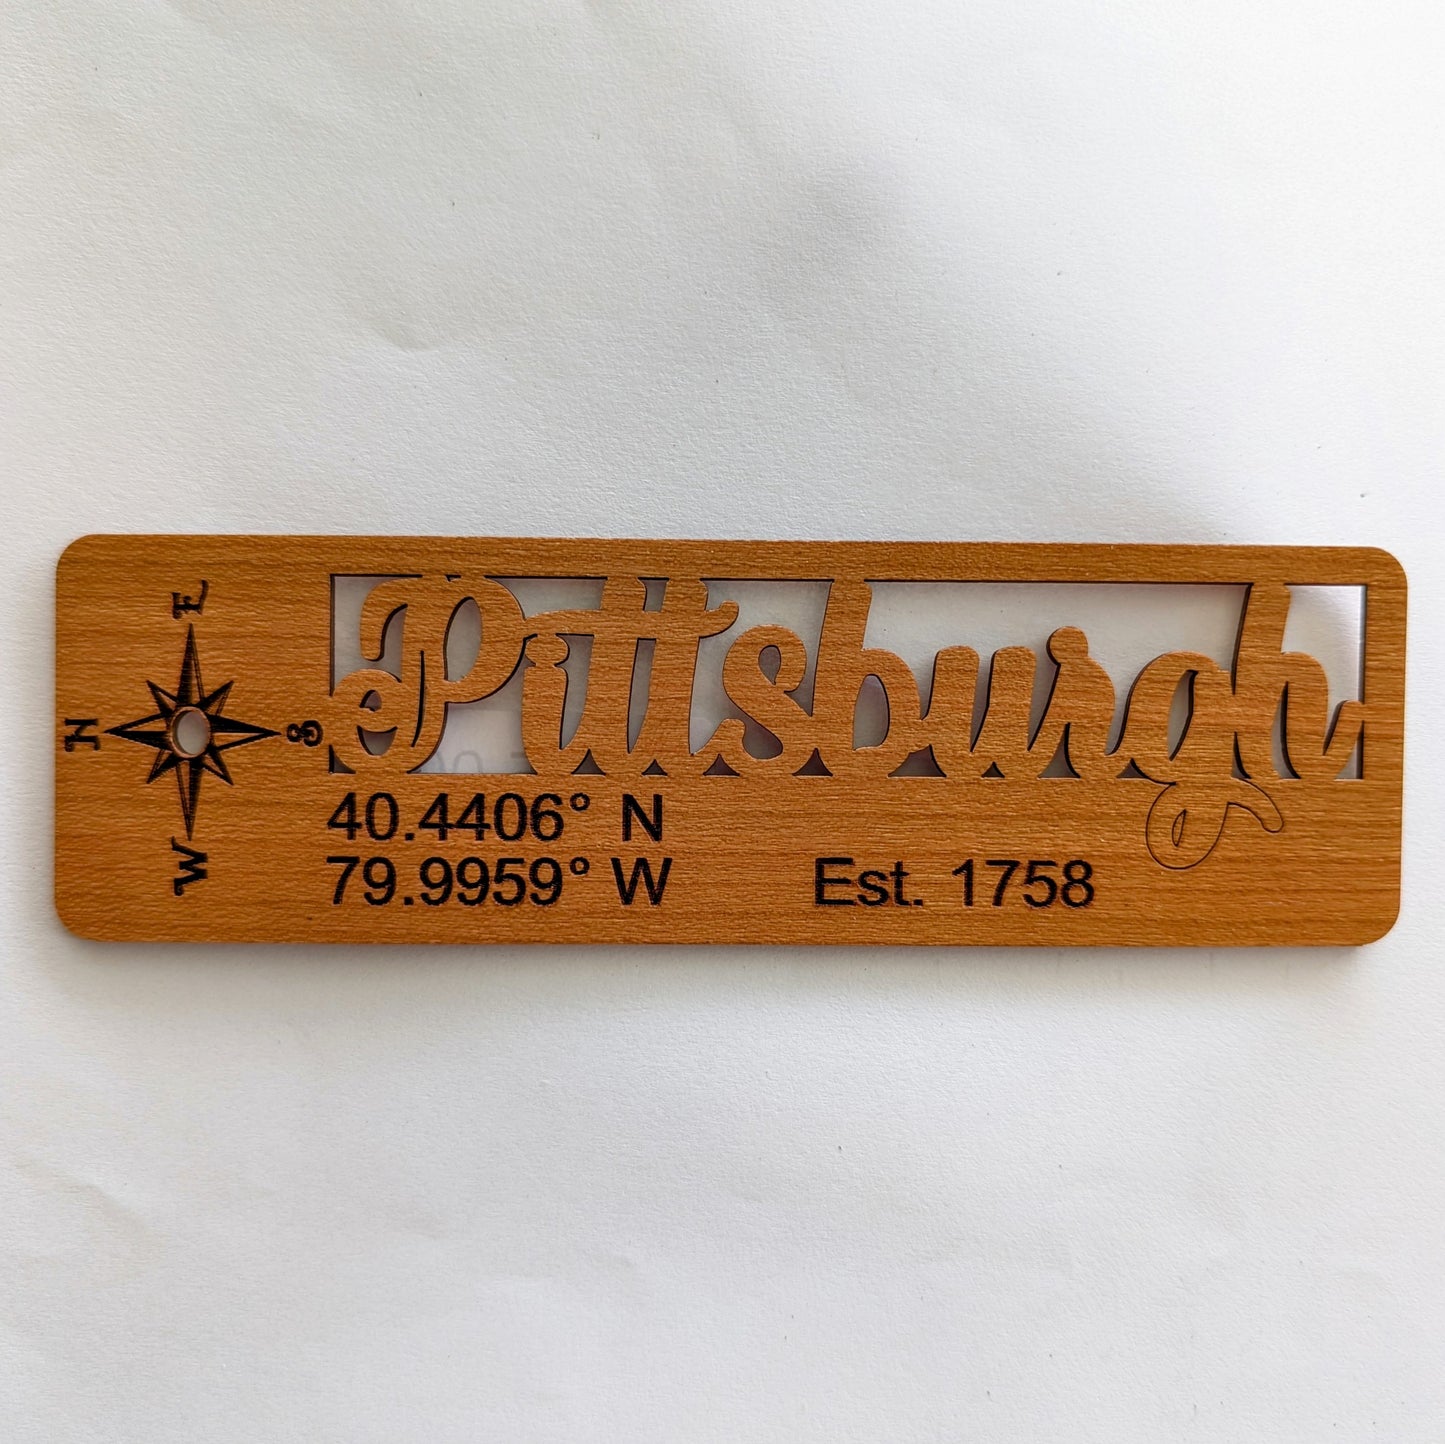 E
N S
W
Pittsburgh
40.4406° N
79.9959° W Est. 1758